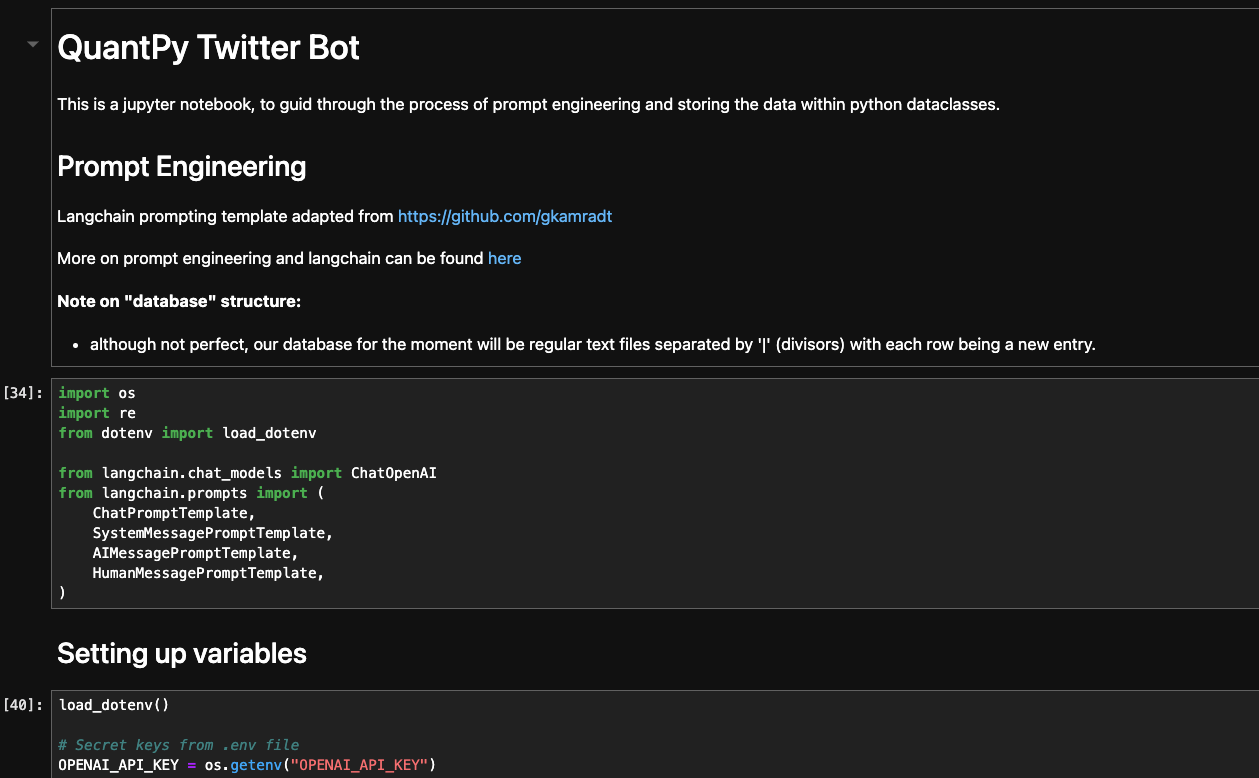 QuantPy Twitter Bot
This is a jupyter notebook, to guid through the process of prompt engineering and storing the data within python dataclasses.
Prompt Engineering
Langchain prompting template adapted from https://github.com/gkamradt
More on prompt engineering and langchain can be found here
Note on "database" structure:
• although not perfect, our database for the moment will be regular text files separated by '|' (divisors) with each row being a new entry.
[34]:
import os
import re
from dotenv import load_dotenv
from langchain.chat_models import ChatOpenAI
from langchain.prompts import (
    ChatPromptTemplate,
    SystemMessagePromptTemplate,
    AIMessagePromptTemplate,
    HumanMessagePromptTemplate,
)
Setting up variables
[40]:
load_dotenv()
# Secret keys from .env file
OPENAI_API_KEY = os.getenv("OPENAI_API_KEY")